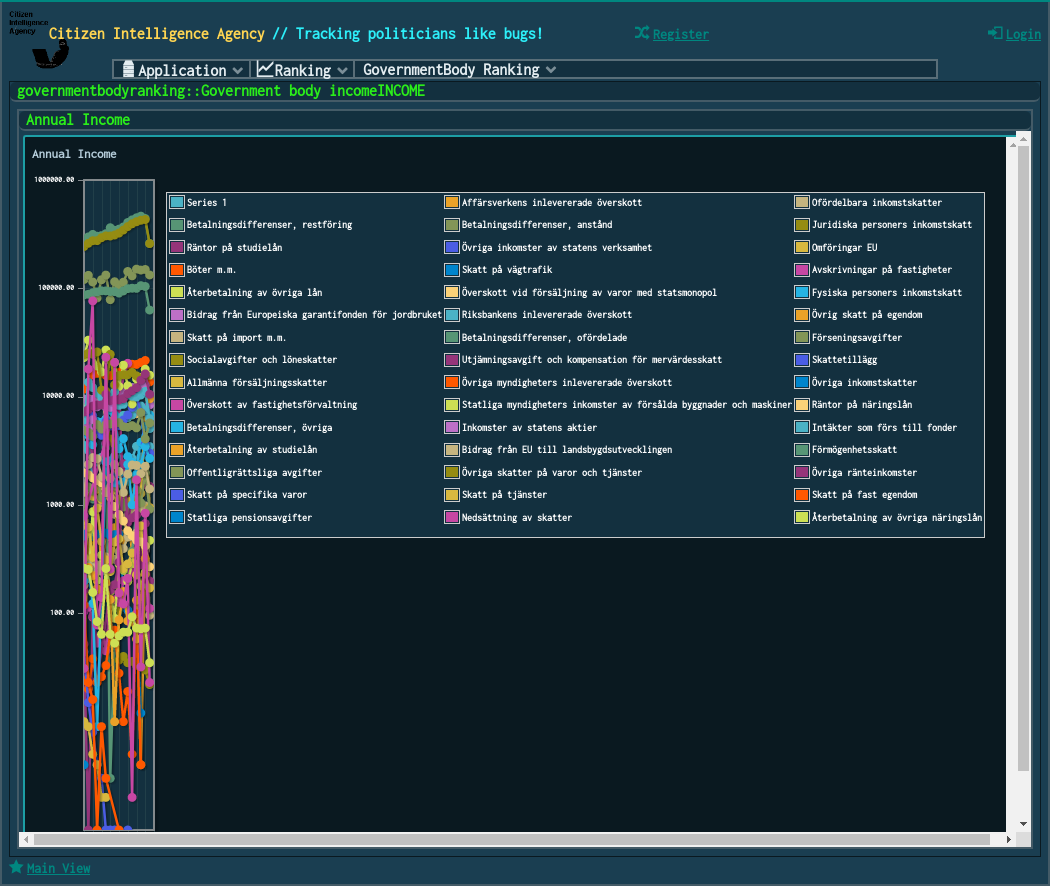 Citizen
Intelligence
Agency
Citizen Intelligence Agency // Tracking politicians like bugs!
Register
Login
Application
Ranking
GovernmentBody Ranking
governmentbodyranking::Government body incomeINCOME
Annual Income
Annual Income
1000000.00
100000.00
10000.00
1000.00
100.00
Series 1 Affärsverkens inlevererade överskott Ofördelbara inkomstskatter
Betalningsdifferenser, restföring Betalningsdifferenser, anstånd Juridiska personers inkomstskatt
Räntor på studielån Övriga inkomster av statens verksamhet Omföringar EU
Böter m.m. Skatt på vägtrafik Avskrivningar på fastigheter
Återbetalning av övriga lån Överskott vid försäljning av varor med statsmonopol Fysiska personers inkomstskatt
Bidrag från Europeiska garantifonden för jordbruket Riksbankens inlevererade överskott Övrig skatt på egendom
Skatt på import m.m. Betalningsdifferenser, ofördelade Förseningsavgifter
Socialavgifter och löneskatter Utjämningsavgift och kompensation för mervärdesskatt Skattetillägg
Allmänna försäljningsskatter Övriga myndigheters inlevererade överskott Övriga inkomstskatter
Överskott av fastighetsförvaltning Statliga myndigheters inkomster av försålda byggnader och maskiner Räntor på näringslån
Betalningsdifferenser, övriga Inkomster av statens aktier Intäkter som förs till fonder
Återbetalning av studielån Bidrag från EU till landsbygdsutvecklingen Förmögenhetsskatt
Offentligrättsliga avgifter Övriga skatter på varor och tjänster Övriga ränteinkomster
Skatt på specifika varor Skatt på tjänster Skatt på fast egendom
Statliga pensionsavgifter Nedsättning av skatter Återbetalning av övriga näringslån
Main View